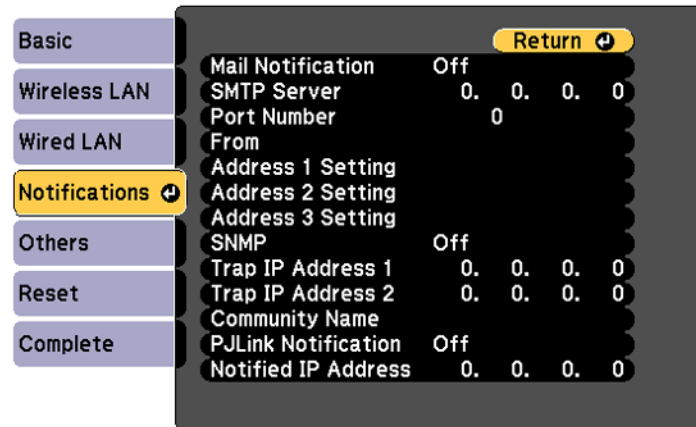 Basic
Wireless LAN
Wired LAN
Notifications
Others
Reset
Complete
Return
Mail Notification Off
SMTP Server 0. 0. 0. 0
Port Number 0
From
Address 1 Setting
Address 2 Setting
Address 3 Setting
SNMP Off
Trap IP Address 1 0. 0. 0. 0
Trap IP Address 2 0. 0. 0. 0
Community Name
PJLink Notification Off
Notified IP Address 0. 0. 0. 0